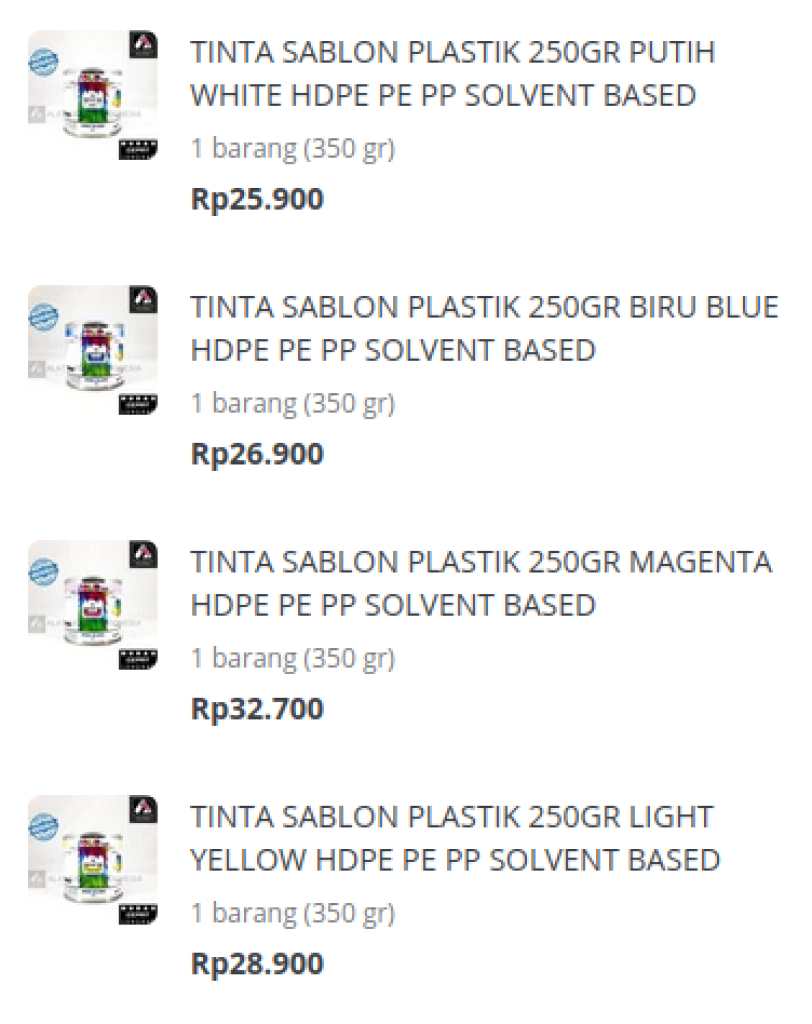 TINTA SABLON PLASTIK 250GR PUTIH
WHITE HDPE PE PP SOLVENT BASED
1 barang (350 gr)
Rp25.900
TINTA SABLON PLASTIK 250GR BIRU BLUE
HDPE PE PP SOLVENT BASED
1 barang (350 gr)
Rp26.900
TINTA SABLON PLASTIK 250GR MAGENTA
HDPE PE PP SOLVENT BASED
1 barang (350 gr)
Rp32.700
TINTA SABLON PLASTIK 250GR LIGHT
YELLOW HDPE PE PP SOLVENT BASED
1 barang (350 gr)
Rp28.900